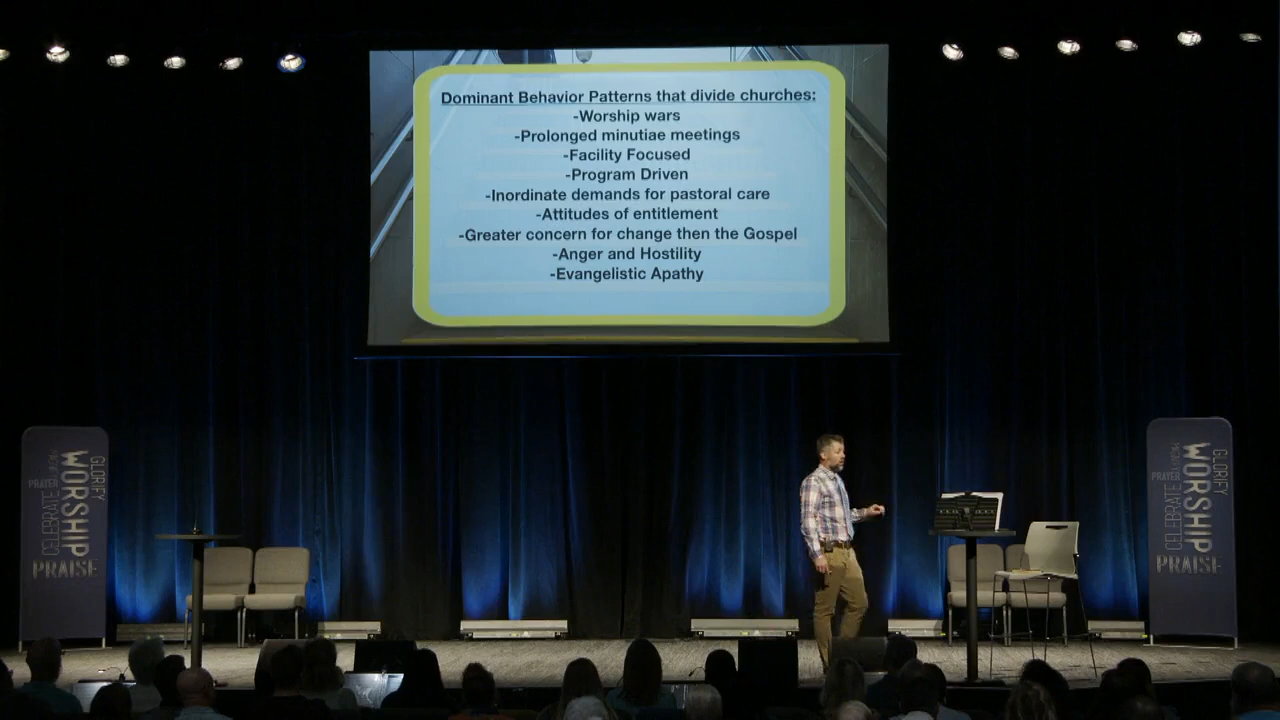 Dominant Behavior Patterns that divide churches:
-Worship wars
-Prolonged minutiae meetings
-Facility Focused
-Program Driven
-Inordinate demands for pastoral care
-Attitudes of entitlement
-Greater concern for change then the Gospel
-Anger and Hostility
-Evangelistic Apathy
GLORIFY
WORSHIP
PRAYER
CELEBRATE
PRAISE
GLORIFY
WORSHIP
PRAYER
CELEBRATE
PRAISE